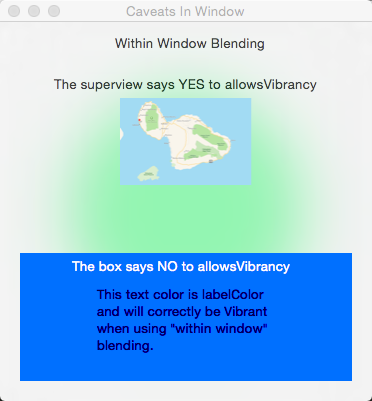 Caveats In Window
Within Window Blending
The superview says YES to allowsVibrancy
The box says NO to allowsVibrancy
This text color is labelColor
and will correctly be Vibrant
when using "within window"
blending.